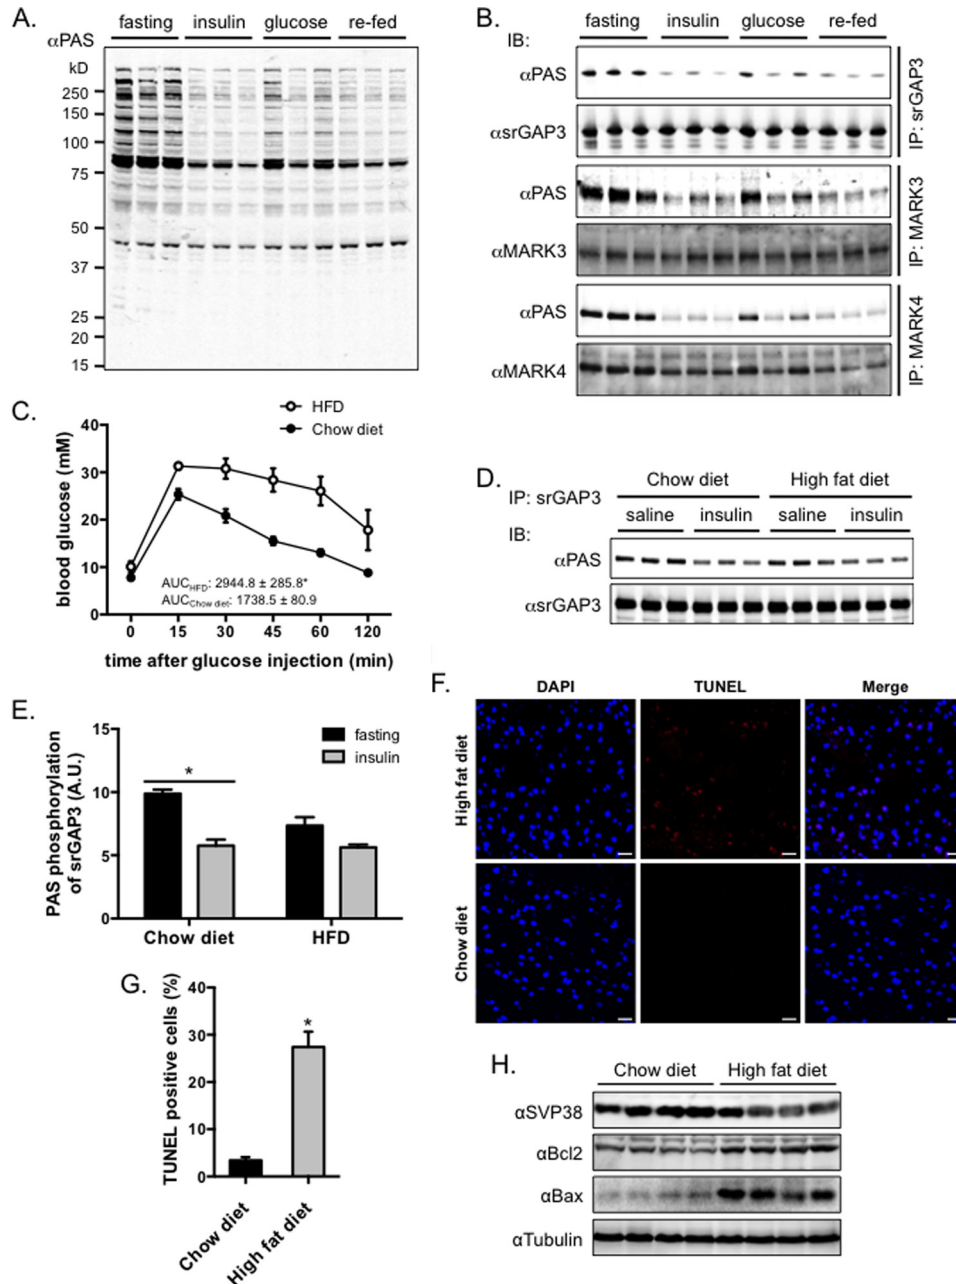 A.
fasting insulin glucose re-fed
αPAS
kD
250
150
100
75
50
37
25
20
15
B.
fasting insulin glucose re-fed
IB:
αPAS
αsrGAP3
IP: srGAP3
αPAS
αMARK3
IP: MARK3
αPAS
αMARK4
IP: MARK4
C.
HFD
Chow diet
blood glucose (mM)
40
30
20
10
0
AUCHFD: 2944.8 ± 285.8*
AUCChow diet: 1738.5 ± 80.9
0 15 30 45 60 120
time after glucose injection (min)
D.
Chow diet High fat diet
IP: srGAP3
saline insulin saline insulin
IB:
αPAS
αsrGAP3
E.
PAS phosphorylation
of srGAP3 (A.U.)
15
10
5
0
fasting
insulin
*
Chow diet HFD
F.
DAPI TUNEL Merge
High fat diet
Chow diet
G.
TUNEL positive cells (%)
40
30
20
10
0
*
Chow diet
High fat diet
H.
Chow diet High fat diet
αSVP38
αBcl2
αBax
αTubulin